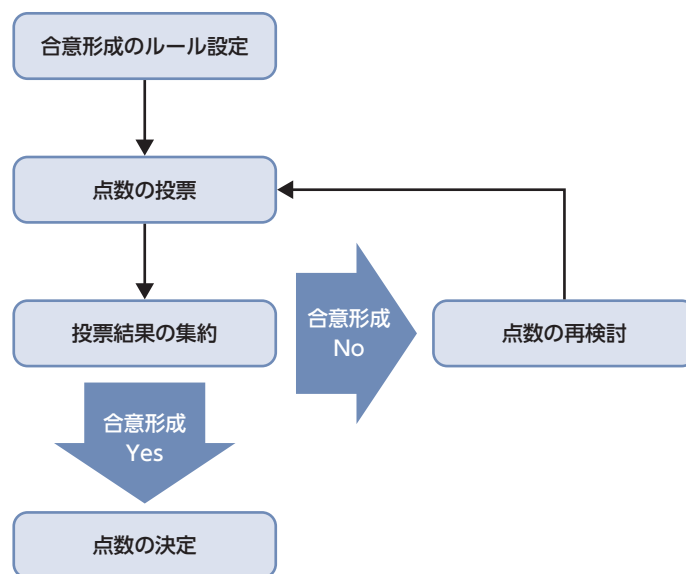 合意形成のルール設定
点数の投票
投票結果の集約
合意形成
No
点数の再検討
合意形成
Yes
点数の決定